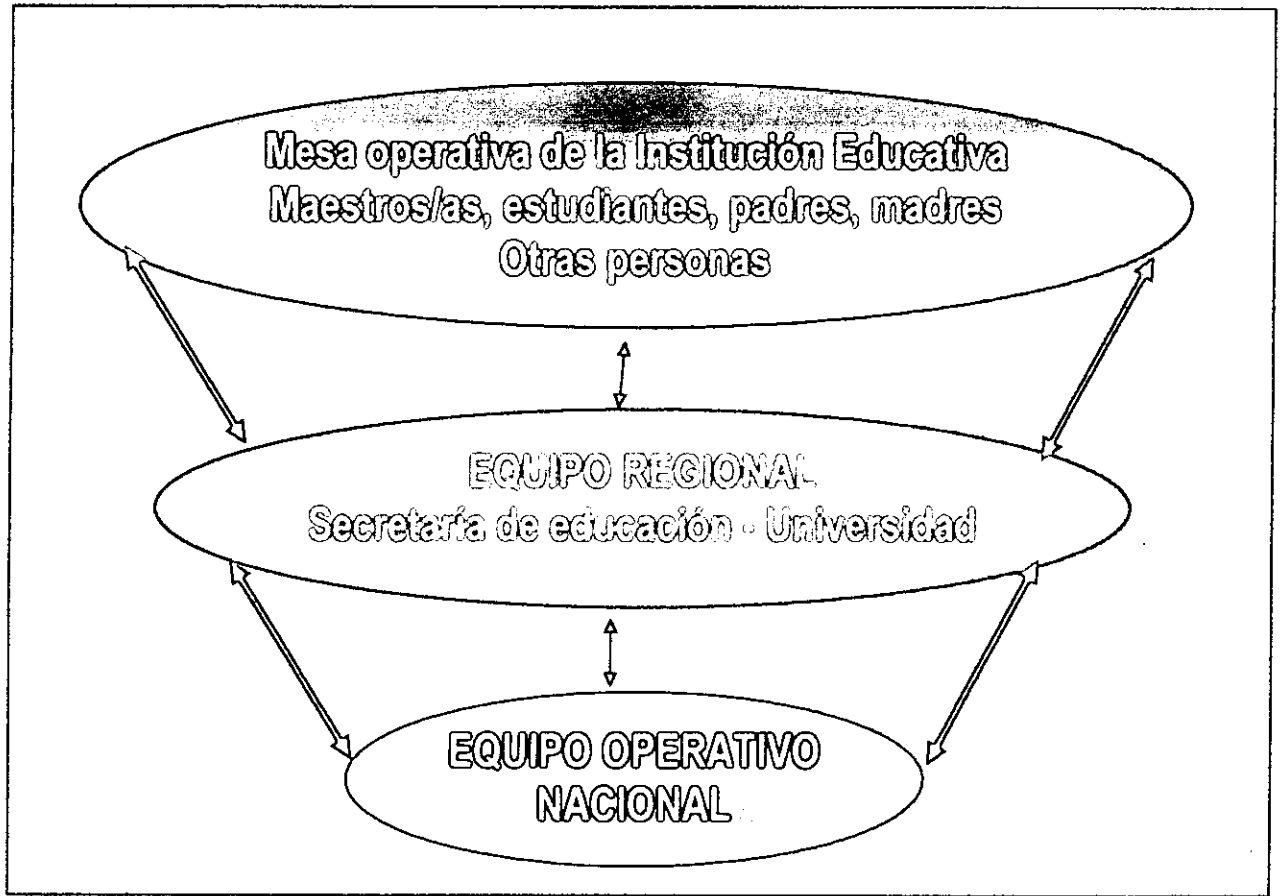 Mesa operativa de la Institución Educativa
Maestros/as, estudiantes, padres, madres
Otras personas
EQUIPO REGIONAL
Secretaría de educación - Universidad
EQUIPO OPERATIVO
NACIONAL